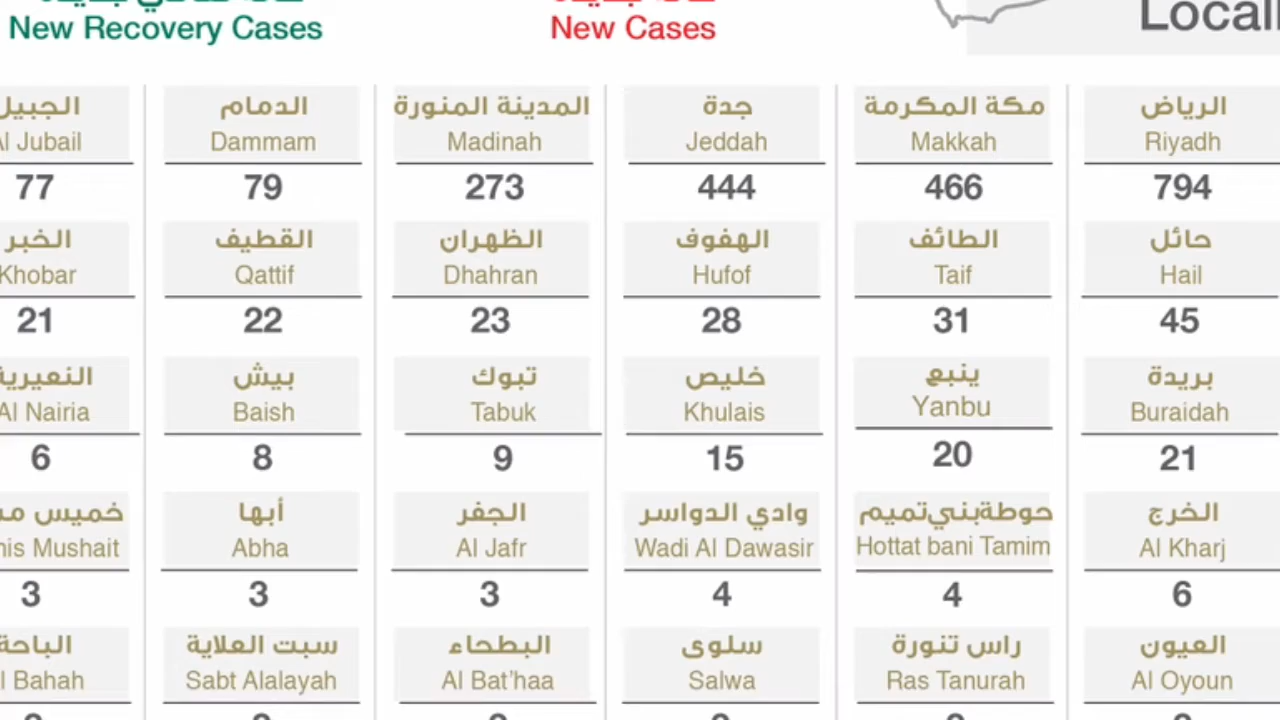 New Recovery Cases
New Cases
الرياض
مكة المكرمة
جدة
المدينة المنورة
الدمام
الجبيل
Riyadh
Makkah
Jeddah
Madinah
Dammam
Al Jubail
794
466
444
273
79
77
حائل
الطائف
الهفوف
الظهران
القطيف
الخبر
Hail
Taif
Hufof
Dhahran
Qattif
Khobar
45
31
28
23
22
21
بريدة
ينبع
خليص
تبوك
بيش
النعيرية
Buraidah
Yanbu
Khulais
Tabuk
Baish
Al Nairia
21
20
15
9
8
6
الخرج
حوطةبني‌تميم
وادي الدواسر
الجفر
أبها
خميس
Al Kharj
Hottat bani Tamim
Wadi Al Dawasir
Al Jafr
Abha
Mushait
6
4
4
3
3
3
العيون
راس تنورة
سلوى
البطحاء
سبت العلاية
الباحة
Al Oyoun
Ras Tanurah
Salwa
Al Bat’haa
Sabt Alalayah
Bahah